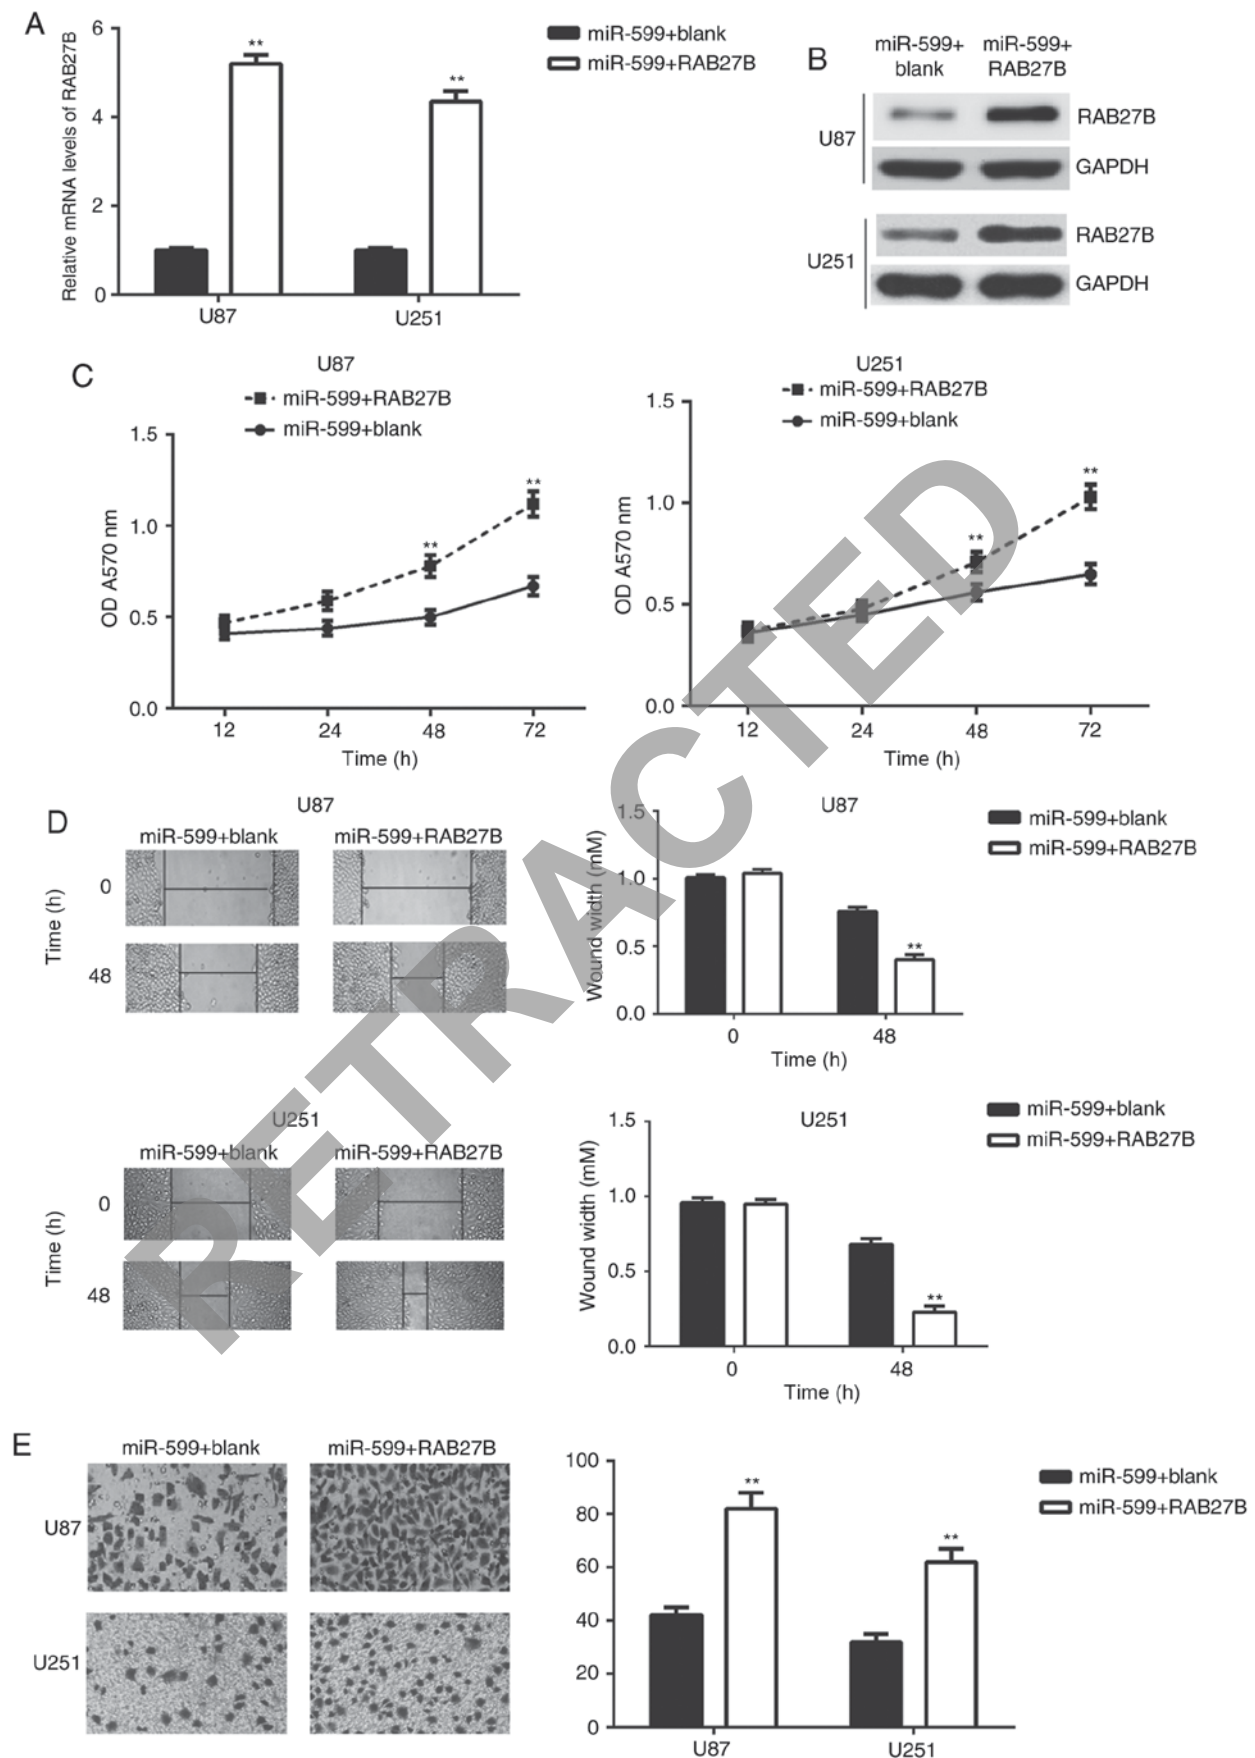 A
Relative mRNA levels of RAB27B
6
4
2
0
**
**
U87
U251
miR-599+blank
miR-599+RAB27B
B
miR-599+ blank
miR-599+ RAB27B
U87
RAB27B
GAPDH
U251
RAB27B
GAPDH
C
U87
miR-599+RAB27B
miR-599+blank
OD A570 nm
1.5
1.0
0.5
0.0
**
**
12 24 48 72
Time (h)
U251
miR-599+RAB27B
miR-599+blank
OD A570 nm
1.5
1.0
0.5
0.0
**
**
12 24 48 72
Time (h)
RETRACTED
D
U87
miR-599+blank miR-599+RAB27B
Time (h)
0
48
U87
miR-599+blank
miR-599+RAB27B
Wound width (mM)
1.5
1.0
0.5
0.0
**
0 48
Time (h)
U251
miR-599+blank miR-599+RAB27B
Time (h)
0
48
U251
miR-599+blank
miR-599+RAB27B
Wound width (mM)
1.5
1.0
0.5
0.0
**
0 48
Time (h)
E
miR-599+blank miR-599+RAB27B
U87
U251
100
80
60
40
20
0
**
**
U87 U251
miR-599+blank
miR-599+RAB27B